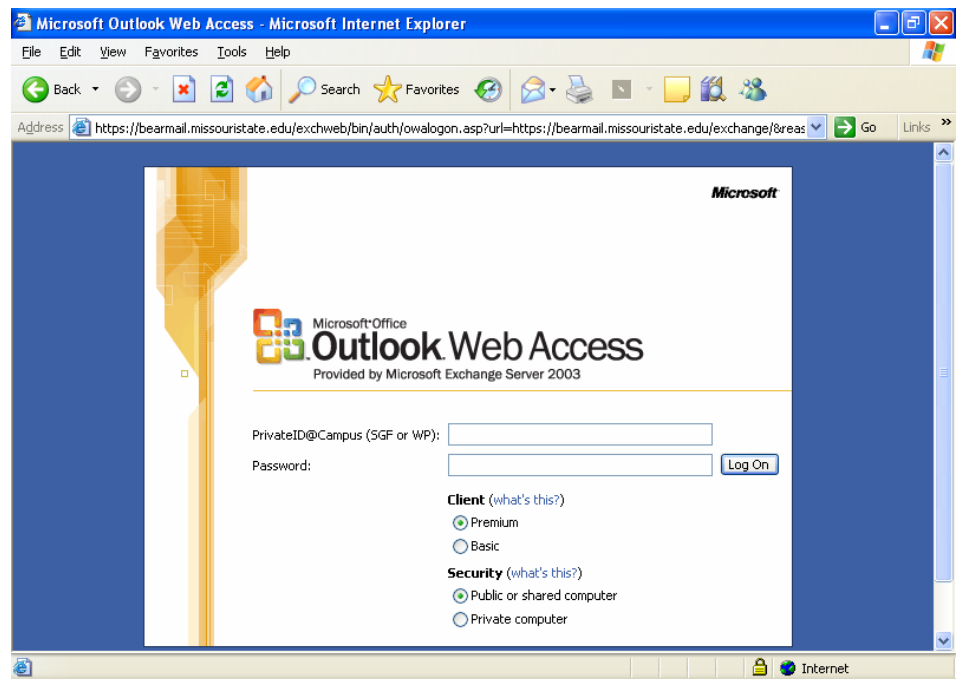 Microsoft Outlook Web Access - Microsoft Internet Explorer
File Edit View Favorites Tools Help
Back Search Favorites
Address https://bearmail.missouristate.edu/exchweb/bin/auth/owalogon.asp?url=https://bearmail.missouristate.edu/exchange/&reas Go Links »
Microsoft
Microsoft Office
Outlook Web Access
Provided by Microsoft Exchange Server 2003
PrivateID@Campus (SGF or WP):
Password: Log On
Client (what's this?)
Premium
Basic
Security (what's this?)
Public or shared computer
Private computer
Internet